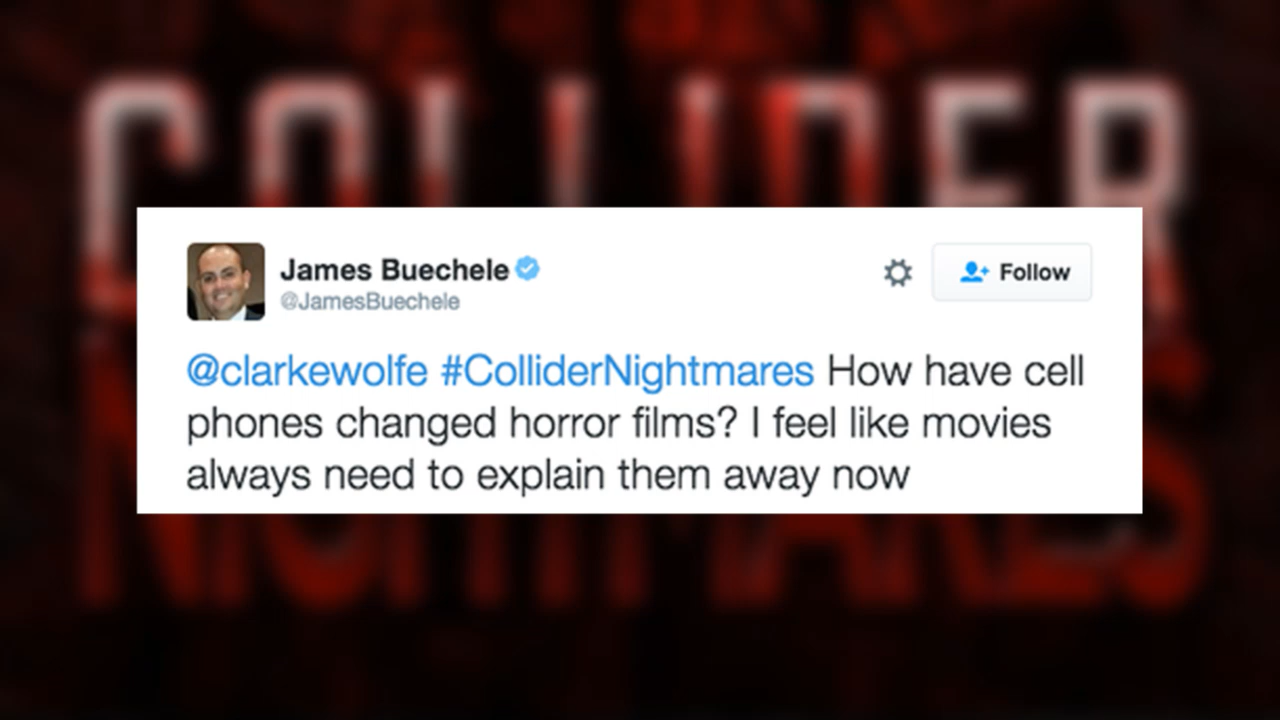 COLLIDER
NIGHTMARES
James Buechele
@JamesBuechele
Follow
@clarkewolfe #ColliderNightmares How have cell
phones changed horror films? I feel like movies
always need to explain them away now